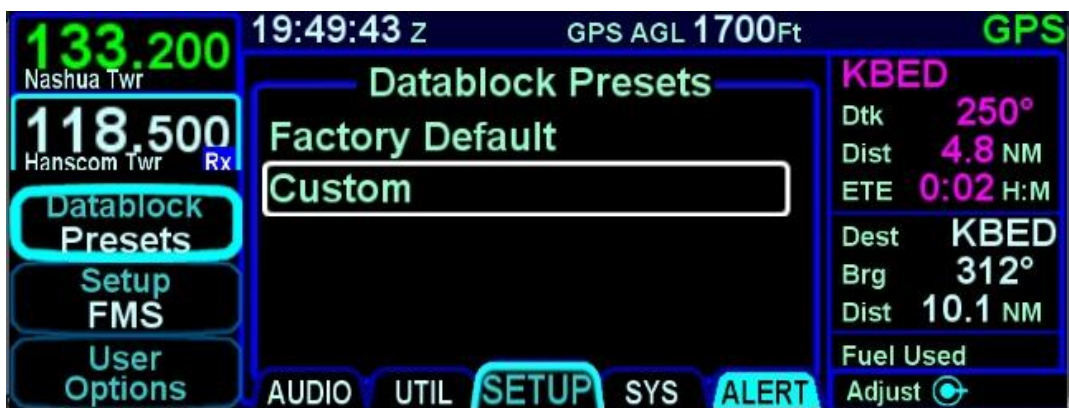 133.200
Nashua Twr
118.500
Hanscom Twr Rx
Datablock
Presets
Setup
FMS
User
Options
19:49:43 Z GPS AGL 1700Ft GPS
Datablock Presets
Factory Default
Custom
AUDIO UTIL SETUP SYS ALERT
KBED
Dtk 250°
Dist 4.8 NM
ETE 0:02 H:M
Dest KBED
Brg 312°
Dist 10.1 NM
Fuel Used
Adjust